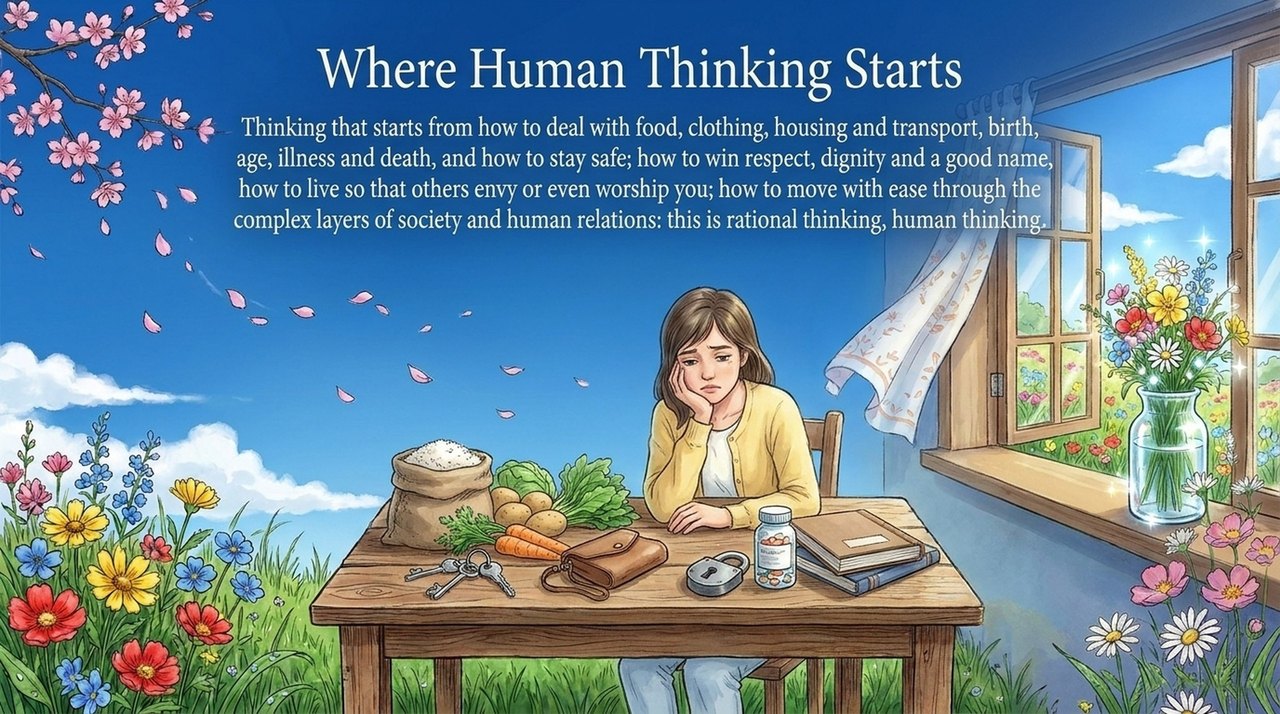 Where Human Thinking Starts
Thinking that starts from how to deal with food, clothing, housing and transport, birth,
age, illness and death, and how to stay safe; how to win respect, dignity and a good name,
how to live so that others envy or even worship you; how to move with ease through the
complex layers of society and human relations: this is rational thinking, human thinking.